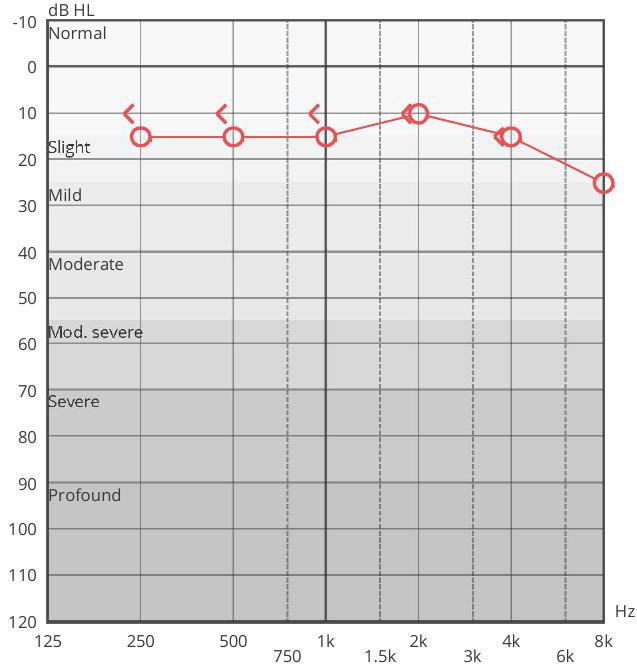 dB HL
-10
Normal
0
10
Slight
20
Mild
30
40
Moderate
50
Mod. severe
60
70
Severe
80
90
Profound
100
110
120
Hz
125 250 500 1k 2k 4k 8k
750 1.5k 3k 6k